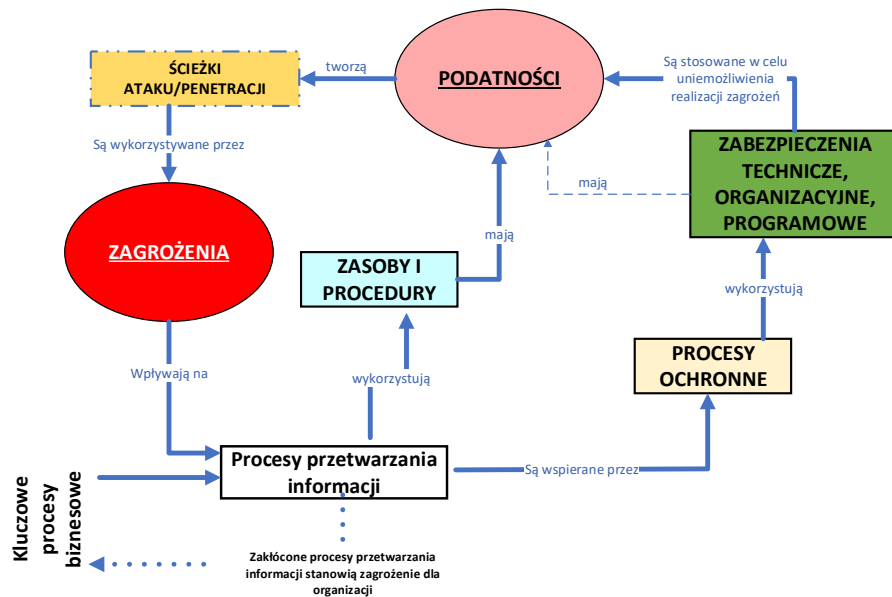 ŚCIEŻKI
ATAKU/PENETRACJI
tworzą
PODATNOŚCI
Są stosowane w celu
uniemożliwienia
realizacji zagrożeń
Są wykorzystywane przez
ZABEZPIECZENIA
TECHNICZE,
ORGANIZACYJNE,
PROGRAMOWE
mają
mają
ZAGROŻENIA
ZASOBY I
PROCEDURY
wykorzystują
PROCESY
OCHRONNE
Wpływają na
wykorzystują
Procesy przetwarzania
informacji
Są wspierane przez
Kluczowe
procesy
biznesowe
Zakłócone procesy przetwarzania
informacji stanowią zagrożenie dla
organizacji